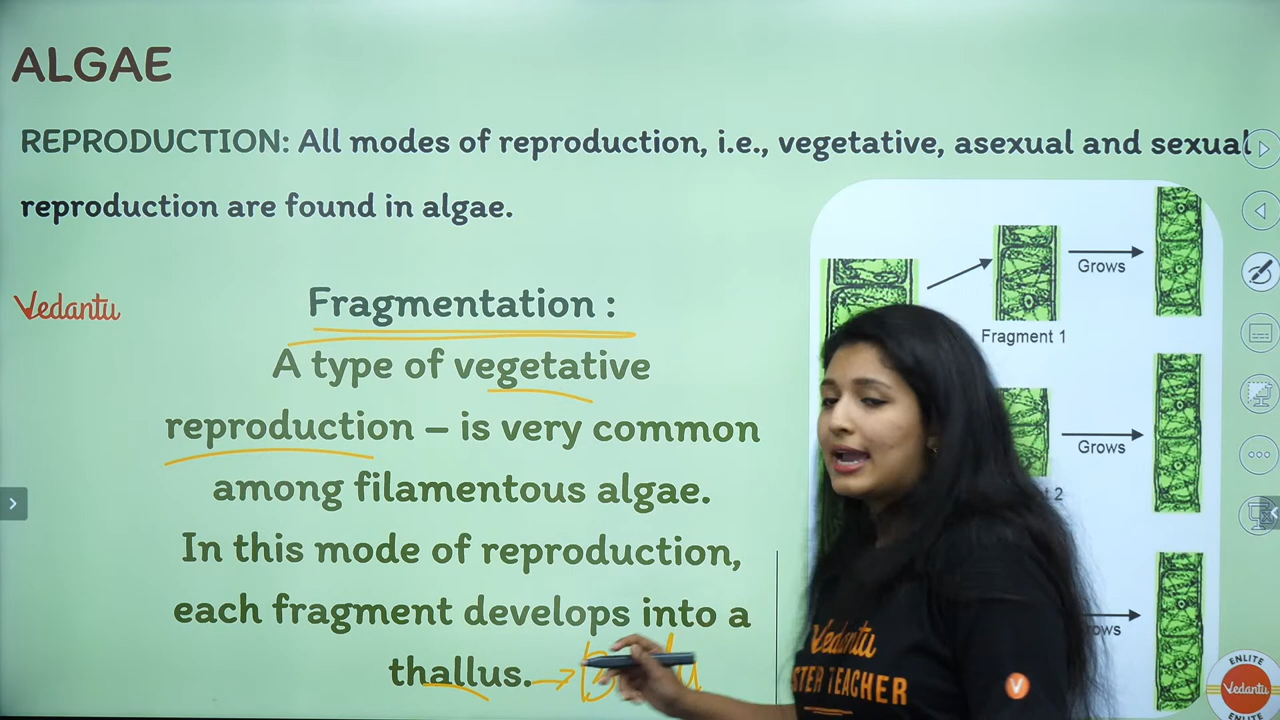 ALGAE
REPRODUCTION: All modes of reproduction, i.e., vegetative, asexual and sexual
reproduction are found in algae.
Vedantu
Fragmentation :
A type of vegetative
reproduction – is very common
among filamentous algae.
In this mode of reproduction,
each fragment develops into a
thallus.
Grows
Fragment 1
Grows
2
Vedantu
TEACHER
ENLITE
Vedantu
ENLITE